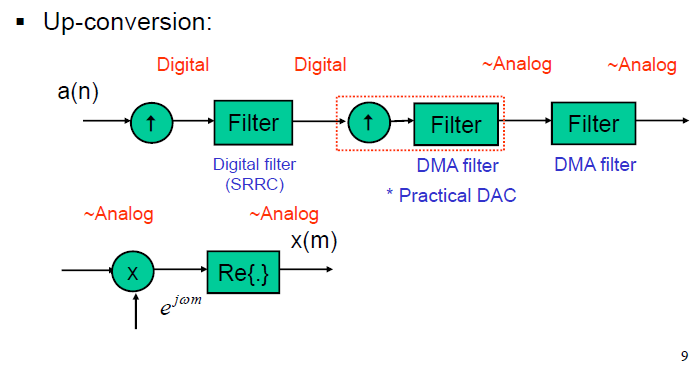 ▪ Up-conversion:
Digital Digital ~Analog ~Analog
a(n)
↑ Filter ↑ Filter Filter
Digital filter
(SRRC)
DMA filter
DMA filter
* Practical DAC
~Analog ~Analog
x(m)
x Re{.}
e^{jωm}
9